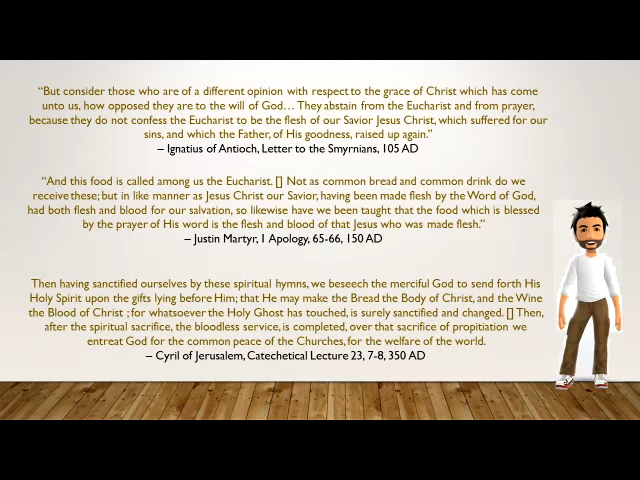 “But consider those who are of a different opinion with respect to the grace of Christ which has come
unto us, how opposed they are to the will of God… They abstain from the Eucharist and from prayer,
because they do not confess the Eucharist to be the flesh of our Savior Jesus Christ, which suffered for our
sins, and which the Father, of His goodness, raised up again.”
– Ignatius of Antioch, Letter to the Smyrnians, 105 AD
“And this food is called among us the Eucharist. [] Not as common bread and common drink do we
receive these; but in like manner as Jesus Christ our Savior, having been made flesh by the Word of God,
had both flesh and blood for our salvation, so likewise have we been taught that the food which is blessed
by the prayer of His word is the flesh and blood of that Jesus who was made flesh.”
– Justin Martyr, 1 Apology, 65-66, 150 AD
Then having sanctified ourselves by these spiritual hymns, we beseech the merciful God to send forth His
Holy Spirit upon the gifts lying before Him; that He may make the Bread the Body of Christ, and the Wine
the Blood of Christ ; for whatsoever the Holy Ghost has touched, is surely sanctified and changed. [] Then,
after the spiritual sacrifice, the bloodless service, is completed, over that sacrifice of propitiation we
entreat God for the common peace of the Churches, for the welfare of the world.
– Cyril of Jerusalem, Catechetical Lecture 23, 7-8, 350 AD